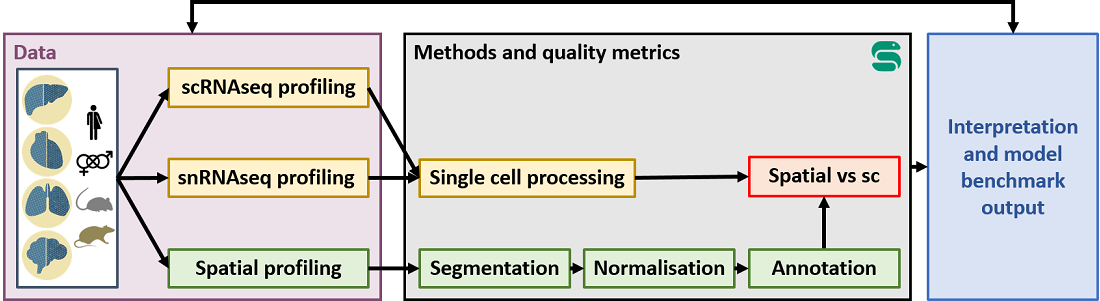 Data
scRNAseq profiling
snRNAseq profiling
Spatial profiling
Methods and quality metrics
Single cell processing
Spatial vs sc
Segmentation
Normalisation
Annotation
Interpretation
and model
benchmark
output